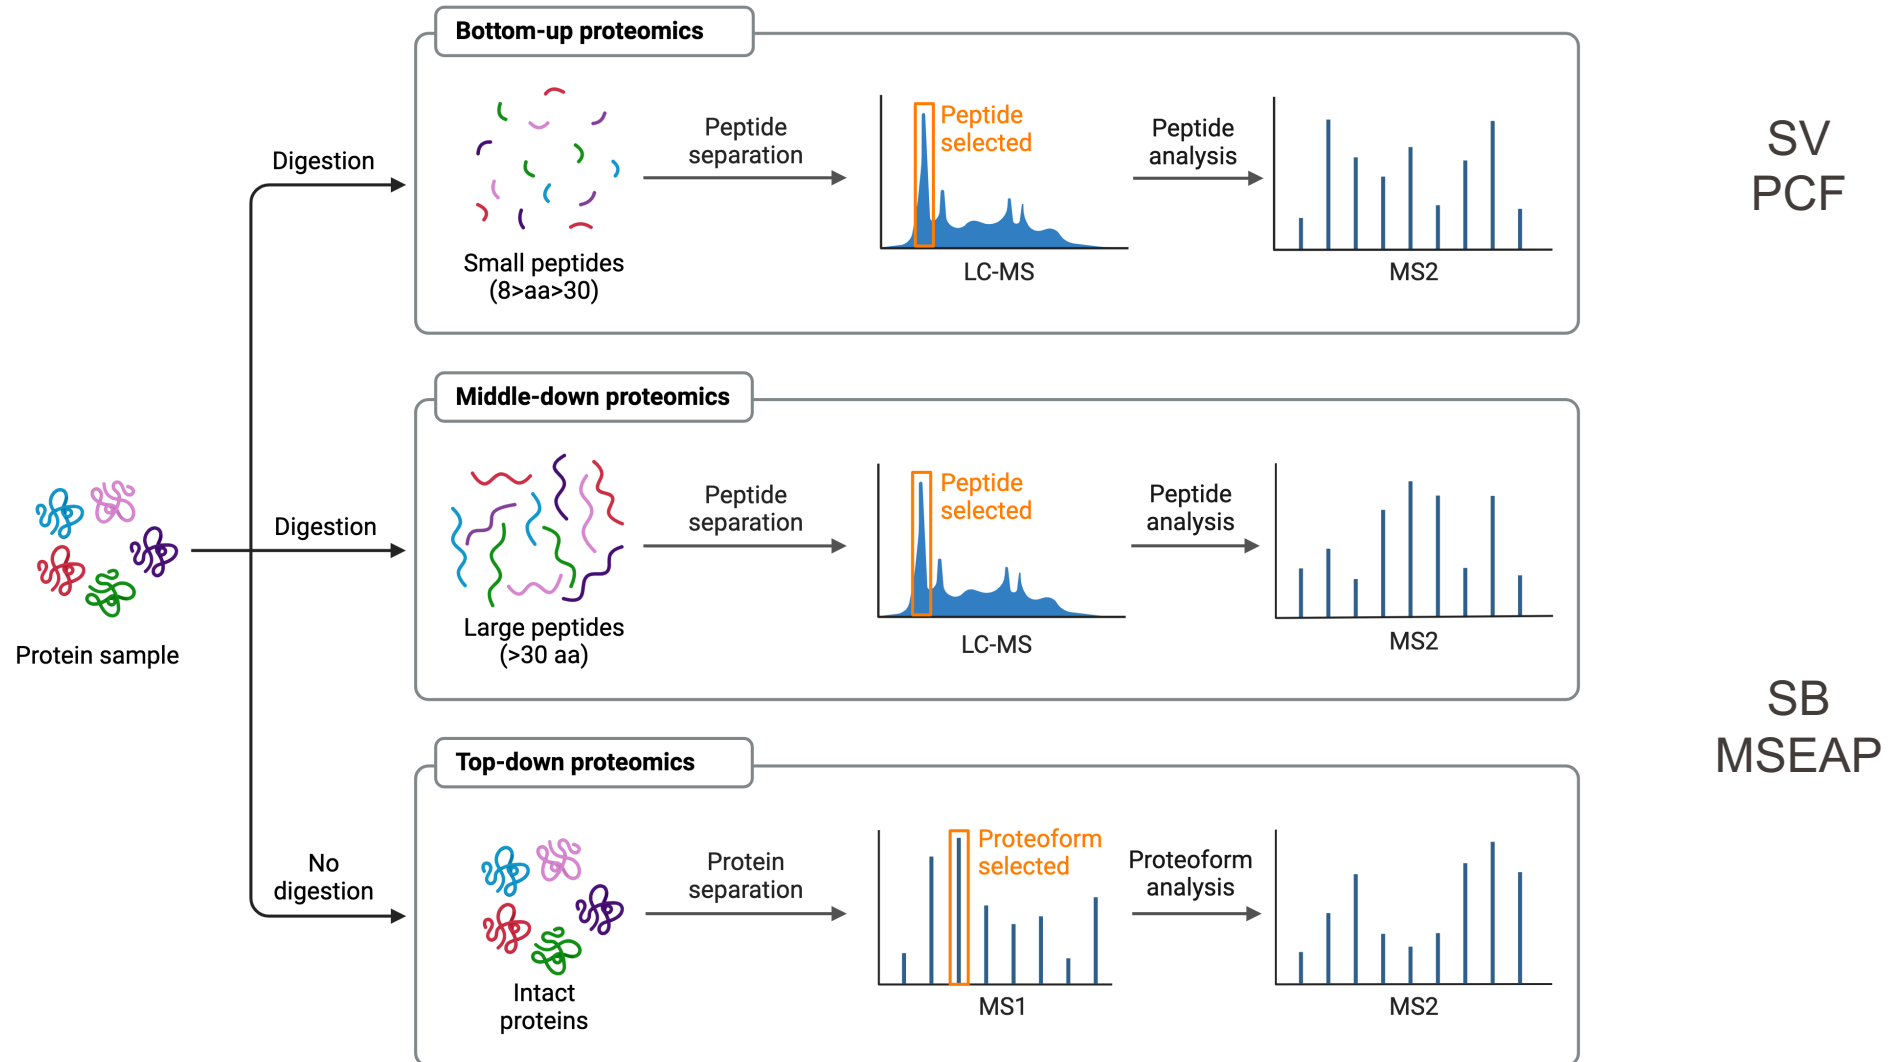 Bottom-up proteomics
Digestion
Small peptides
(8>aa>30)
Peptide
separation
Peptide
selected
LC-MS
Peptide
analysis
MS2
SV
PCF
Protein sample
Middle-down proteomics
Digestion
Large peptides
(>30 aa)
Peptide
separation
Peptide
selected
LC-MS
Peptide
analysis
MS2
SB
MSEAP
Top-down proteomics
No
digestion
Intact
proteins
Protein
separation
Proteoform
selected
MS1
Proteoform
analysis
MS2